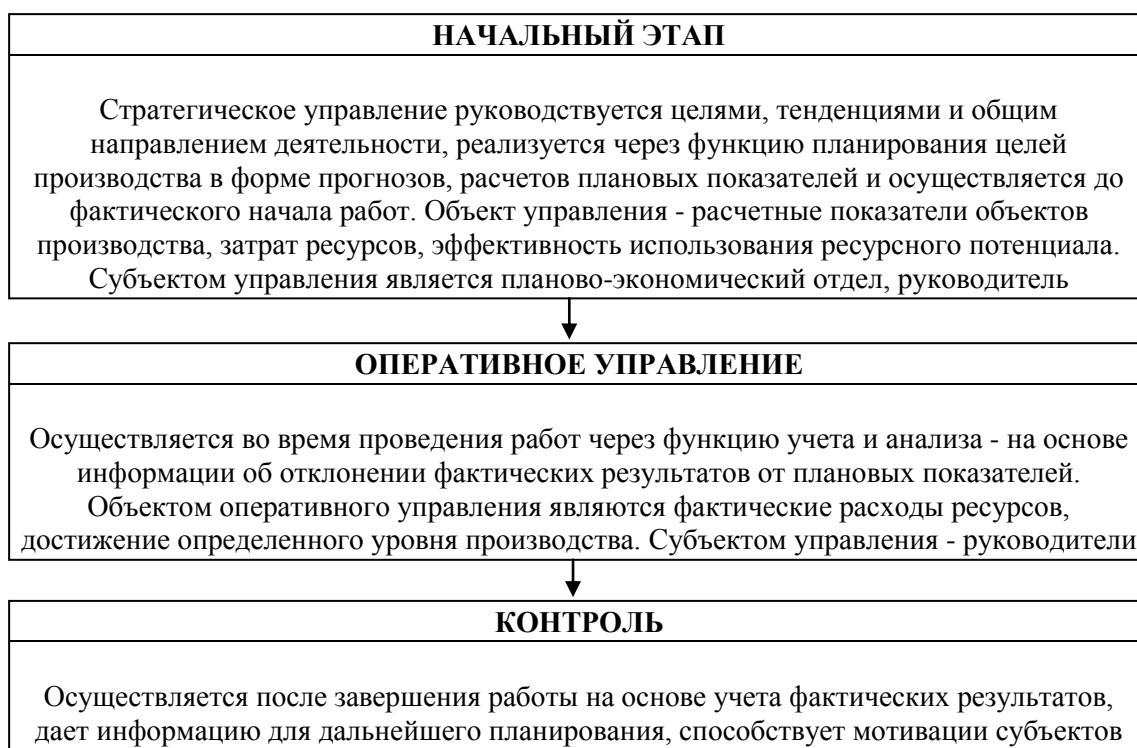 НАЧАЛЬНЫЙ ЭТАП
Стратегическое управление руководствуется целями, тенденциями и общим
направлением деятельности, реализуется через функцию планирования целей
производства в форме прогнозов, расчетов плановых показателей и осуществляется до
фактического начала работ. Объект управления - расчетные показатели объектов
производства, затрат ресурсов, эффективность использования ресурсного потенциала.
Субъектом управления является планово-экономический отдел, руководитель
ОПЕРАТИВНОЕ УПРАВЛЕНИЕ
Осуществляется во время проведения работ через функцию учета и анализа - на основе
информации об отклонении фактических результатов от плановых показателей.
Объектом оперативного управления являются фактические расходы ресурсов,
достижение определенного уровня производства. Субъектом управления - руководители
КОНТРОЛЬ
Осуществляется после завершения работы на основе учета фактических результатов,
дает информацию для дальнейшего планирования, способствует мотивации субъектов